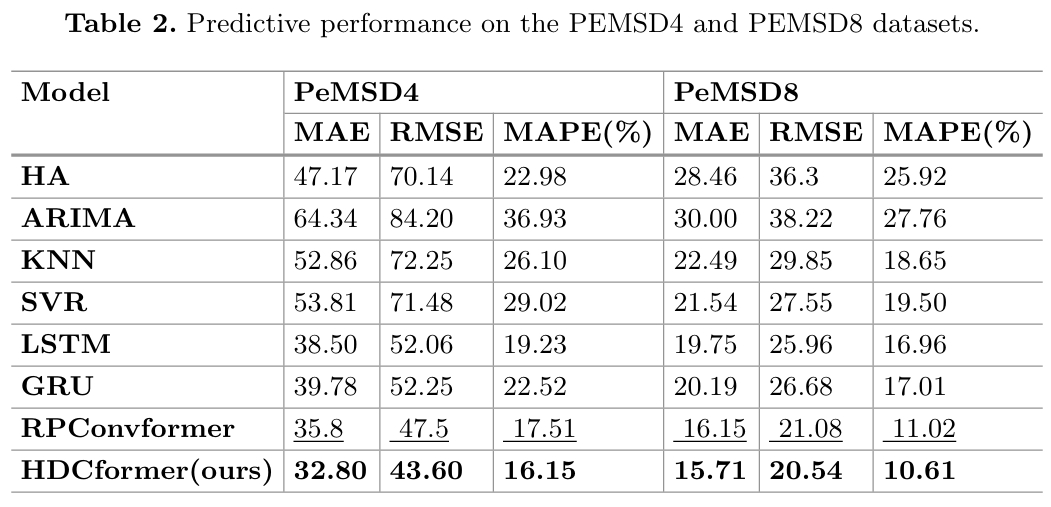 Table 2. Predictive performance on the PEMSD4 and PEMSD8 datasets.
Model PeMSD4 PeMSD8
MAE RMSE MAPE(%) MAE RMSE MAPE(%)
HA 47.17 70.14 22.98 28.46 36.3 25.92
ARIMA 64.34 84.20 36.93 30.00 38.22 27.76
KNN 52.86 72.25 26.10 22.49 29.85 18.65
SVR 53.81 71.48 29.02 21.54 27.55 19.50
LSTM 38.50 52.06 19.23 19.75 25.96 16.96
GRU 39.78 52.25 22.52 20.19 26.68 17.01
RPConvformer 35.8 47.5 17.51 16.15 21.08 11.02
HDCformer(ours) 32.80 43.60 16.15 15.71 20.54 10.61